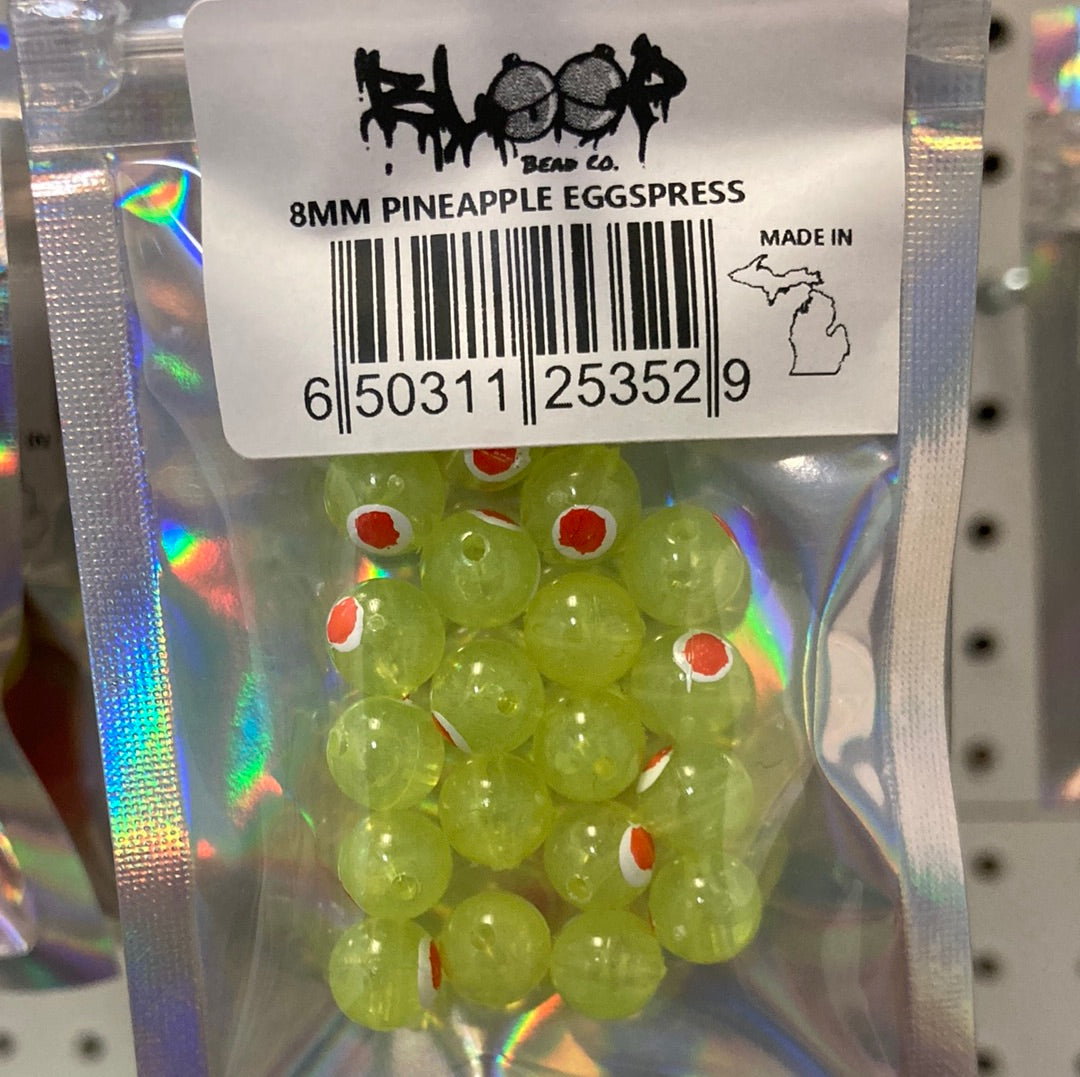 BLOOP
BEAD CO.
8MM PINEAPPLE EGGSPRESS
MADE IN
6 50311 25352 9